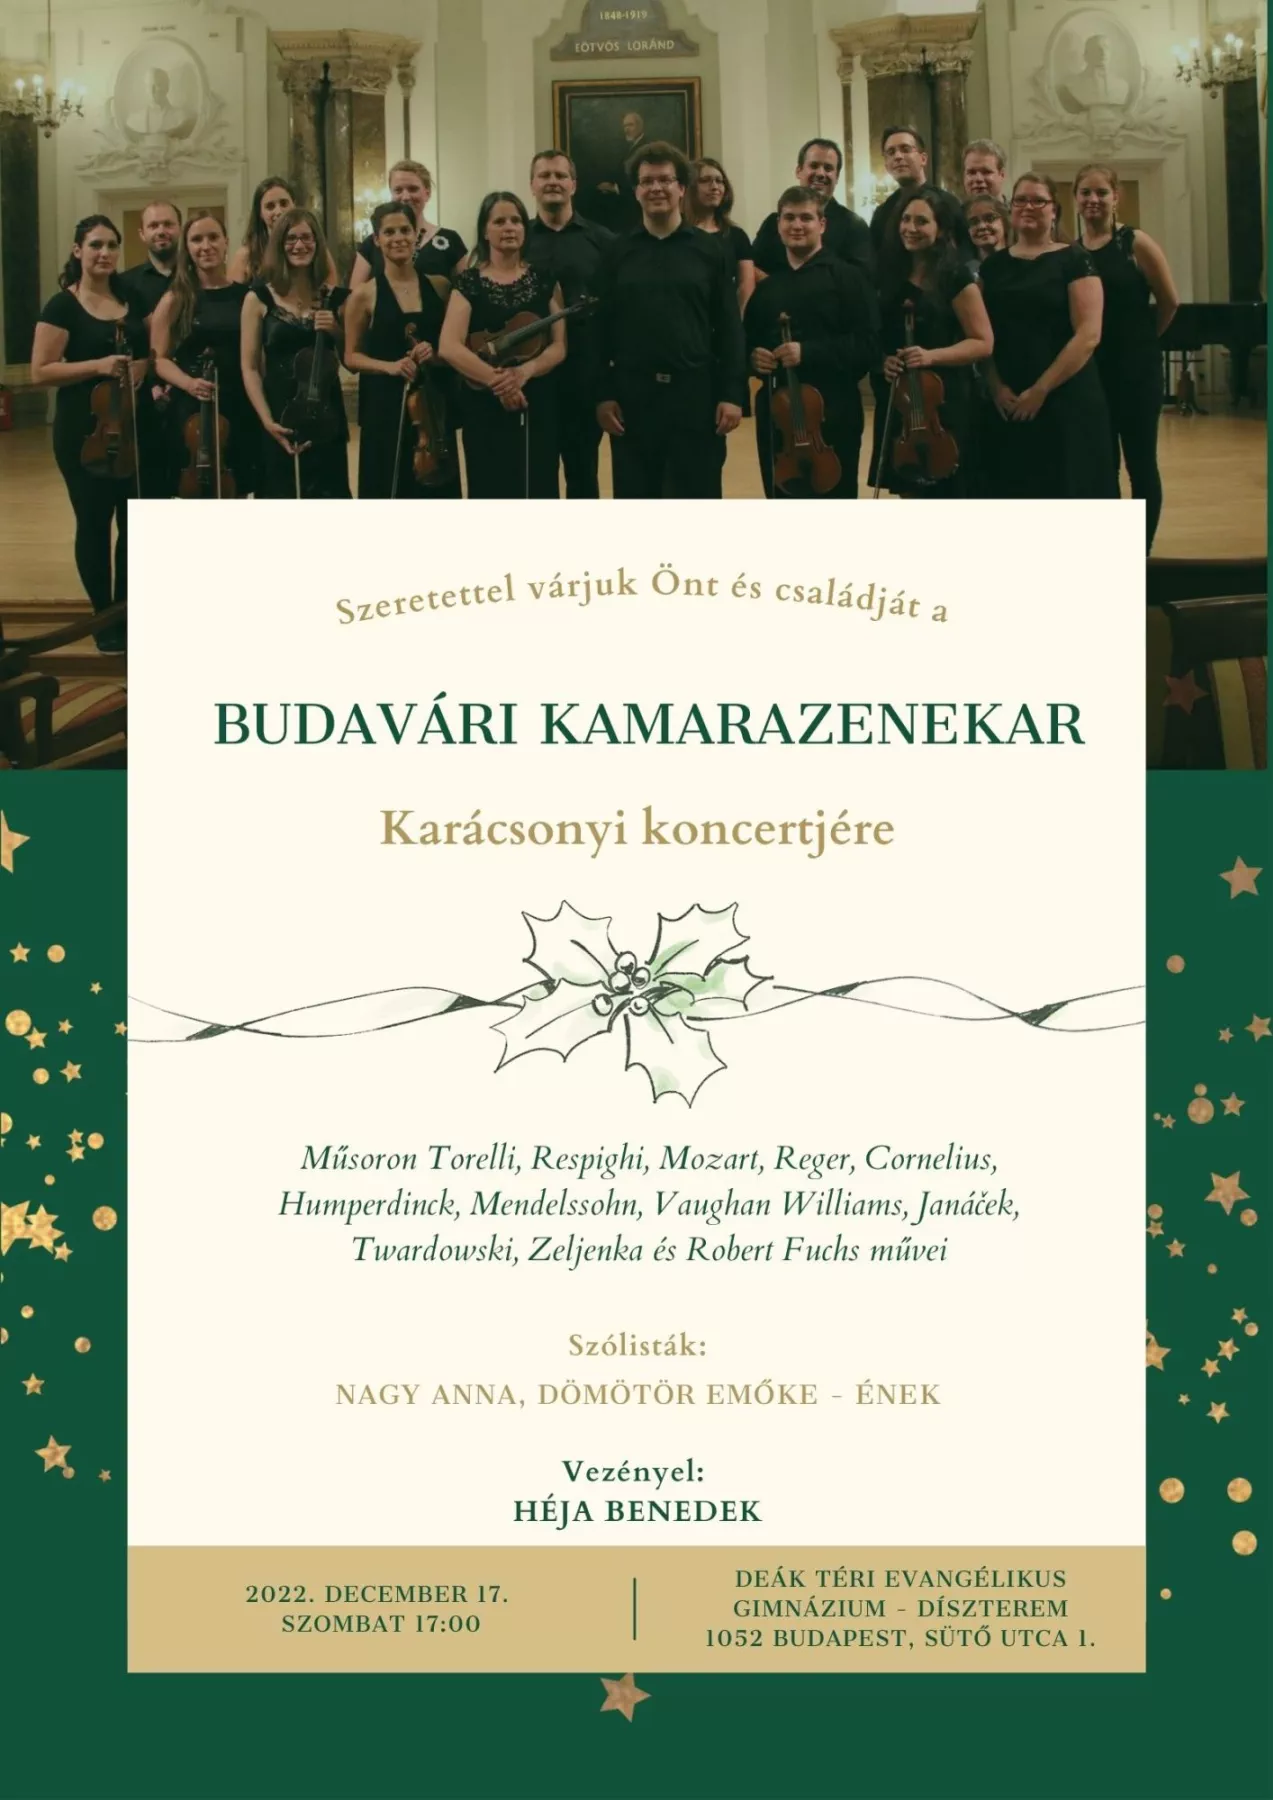 1848-1919
EÖTVÖS LORÁND
Szeretettel várjuk Önt és családját a
BUDAVÁRI KAMARAZENEKAR
Karácsonyi koncertjére
Műsoron Torelli, Respighi, Mozart, Reger, Cornelius,
Humperdinck, Mendelssohn, Vaughan Williams, Janáček,
Twardowski, Zeljenka és Robert Fuchs művei
Szólisták:
NAGY ANNA, DÖMÖTÖR EMŐKE - ÉNEK
Vezényel:
HÉJA BENEDEK
2022. DECEMBER 17.
SZOMBAT 17:00
DEÁK TÉRI EVANGÉLIKUS
GIMNÁZIUM - DÍSZTEREM
1052 BUDAPEST, SÜTŐ UTCA 1.